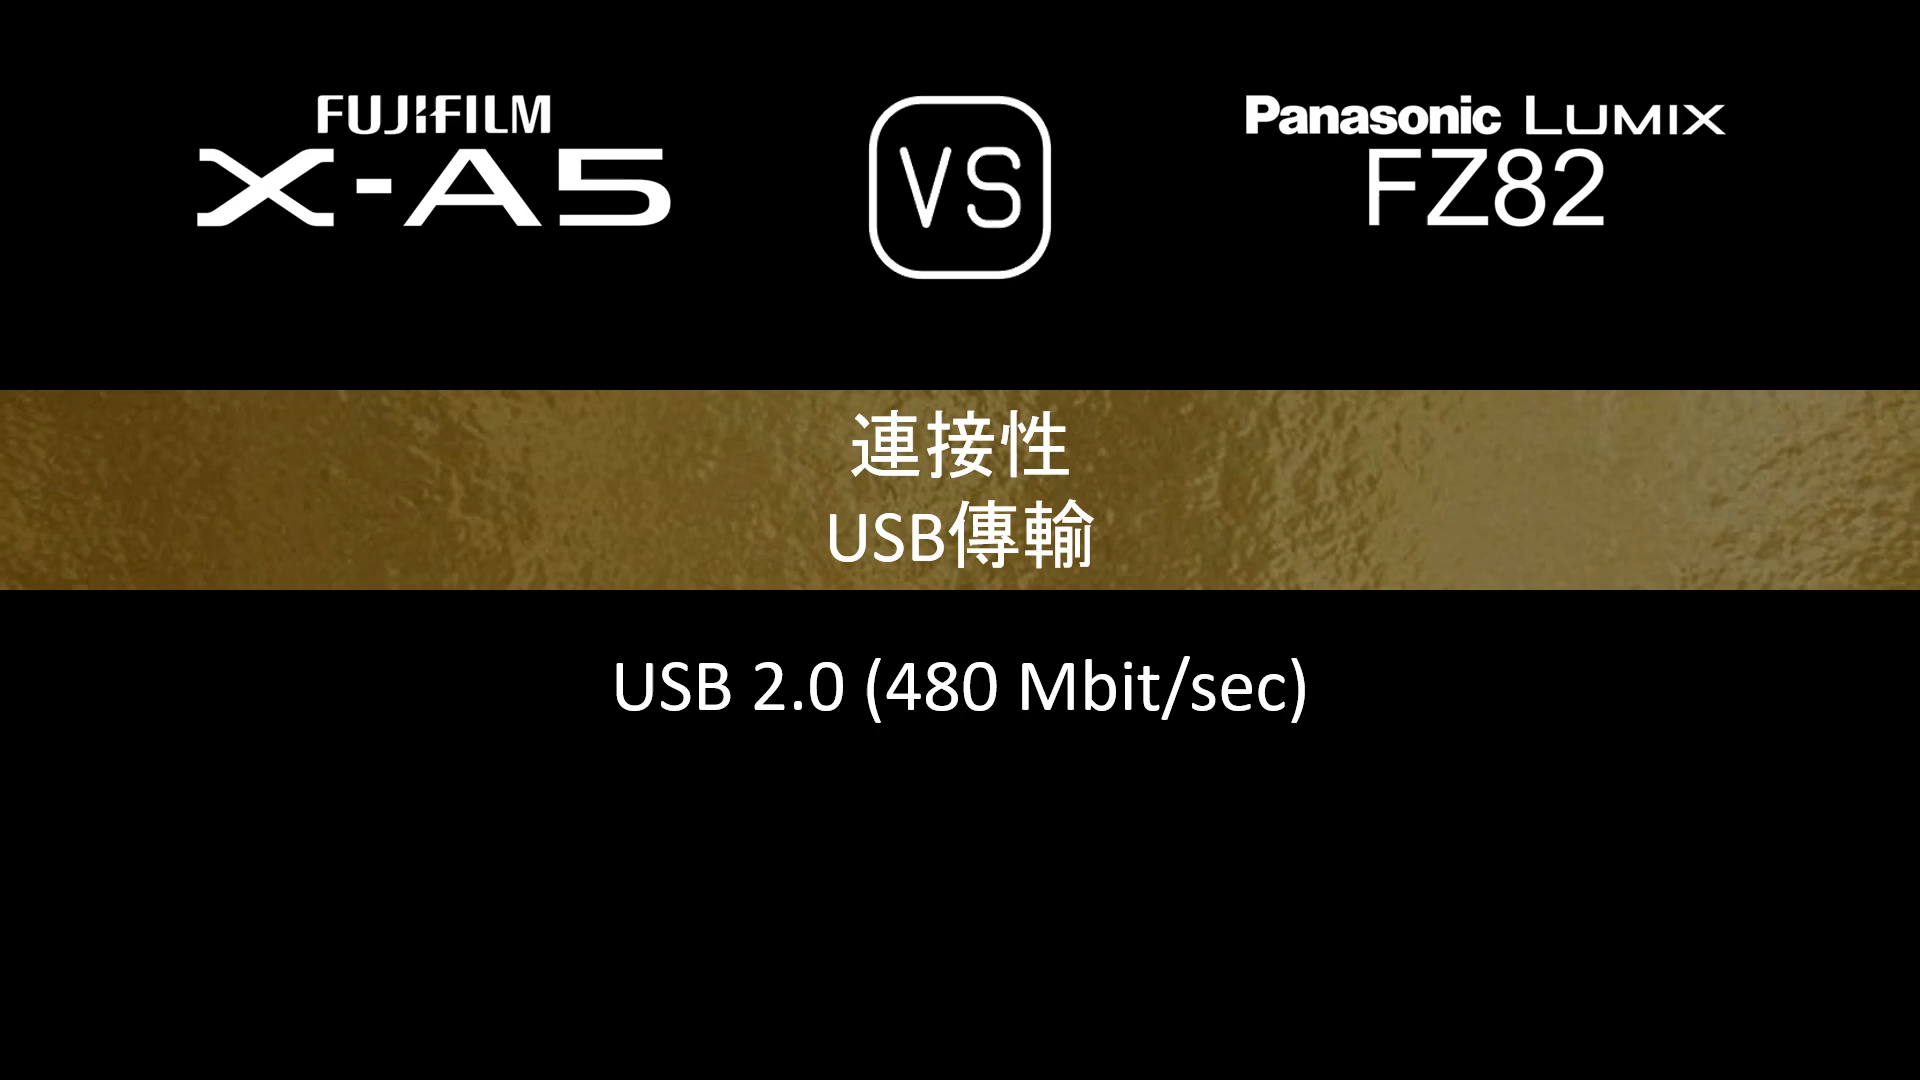 FUJIFILM
X-A5
VS
Panasonic LUMIX
FZ82
連接性
USB傳輸
USB 2.0 (480 Mbit/sec)